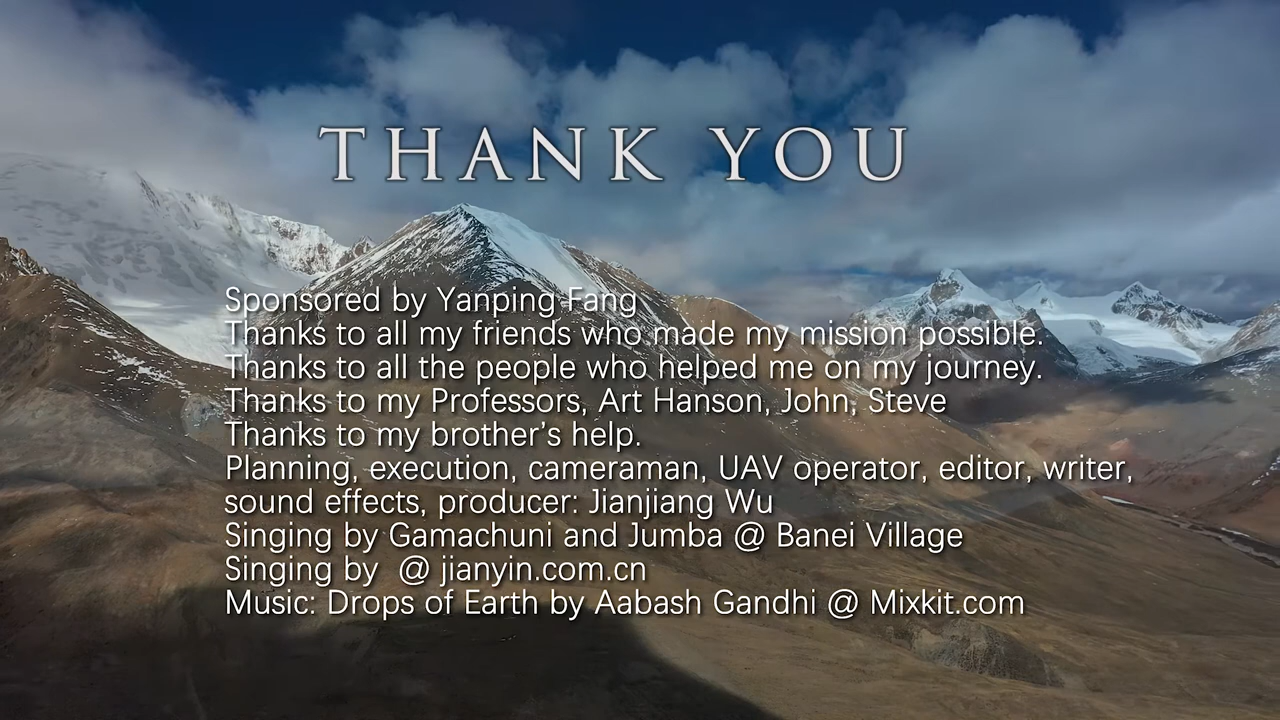 THANK YOU
Sponsored by Yanping Fang
Thanks to all my friends who made my mission possible.
Thanks to all the people who helped me on my journey.
Thanks to my Professors, Art Hanson, John, Steve
Thanks to my brother’s help.
Planning, execution, cameraman, UAV operator, editor, writer,
sound effects, producer: Jianjiang Wu
Singing by Gamachuni and Jumba @ Banei Village
Singing by  @ jianyin.com.cn
Music: Drops of Earth by Aabash Gandhi @ Mixkit.com